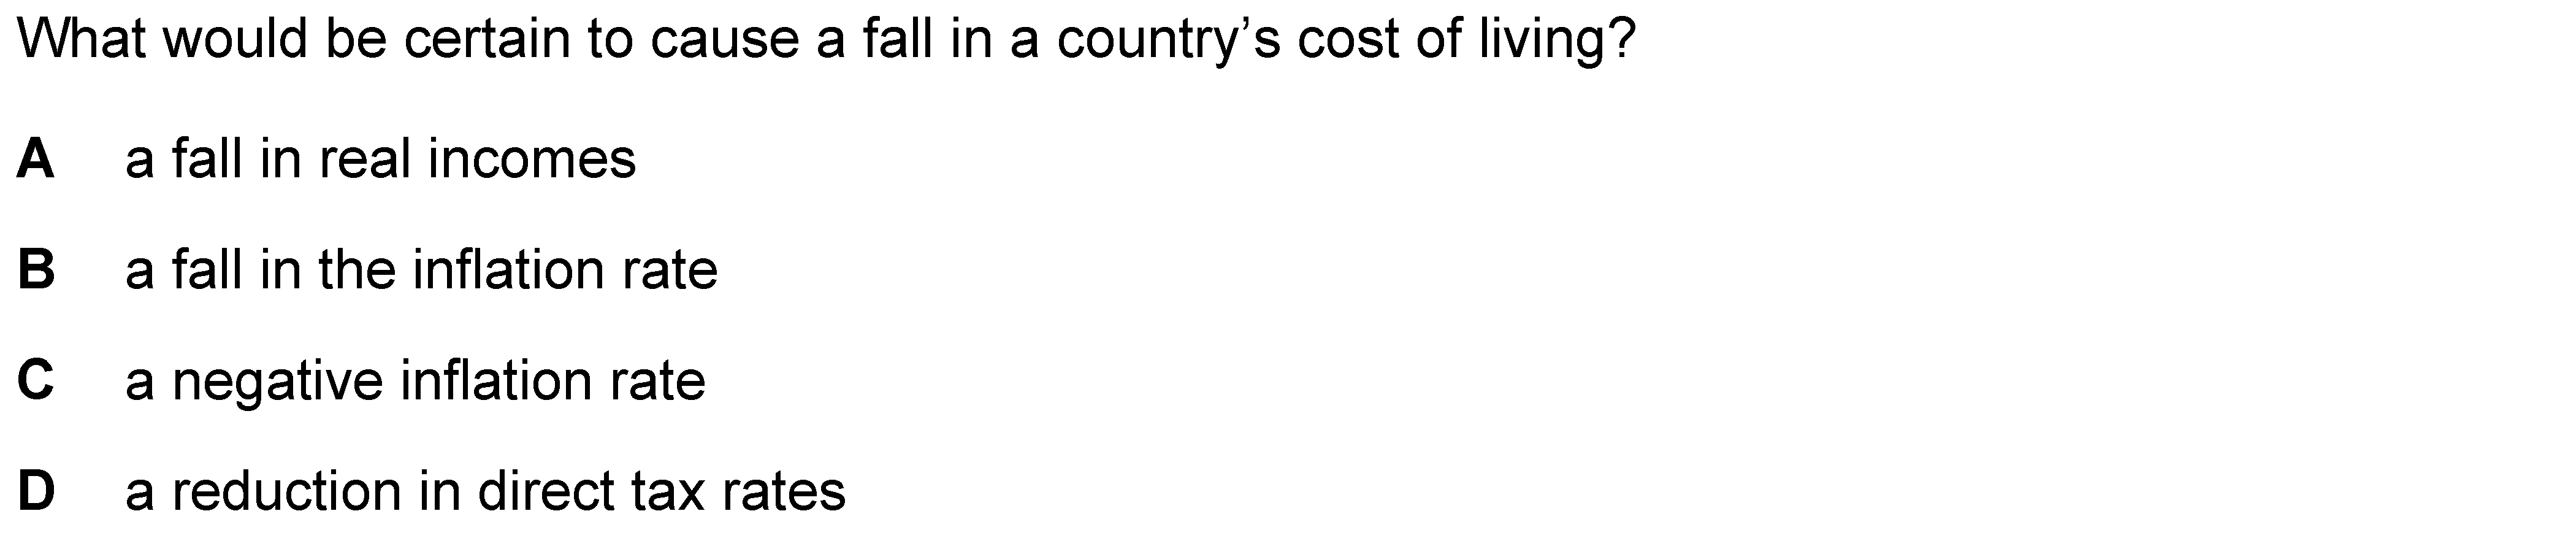 What would be certain to cause a fall in a country’s cost of living?
A a fall in real incomes
B a fall in the inflation rate
C a negative inflation rate
D a reduction in direct tax rates